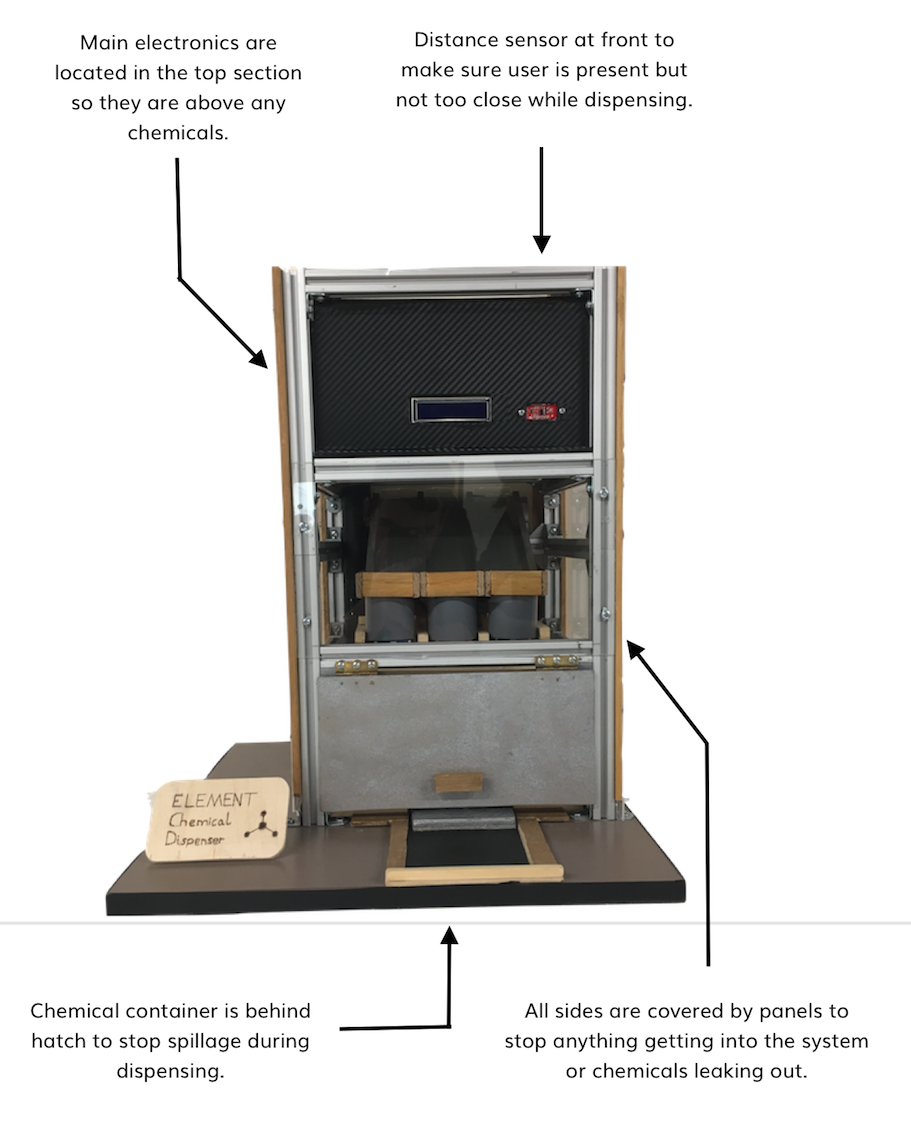 Main electronics are
located in the top section
so they are above any
chemicals.
Distance sensor at front to
make sure user is present but
not too close while dispensing.
ELEMENT
Chemical
Dispenser
Chemical container is behind
hatch to stop spillage during
dispensing.
All sides are covered by panels to
stop anything getting into the system
or chemicals leaking out.